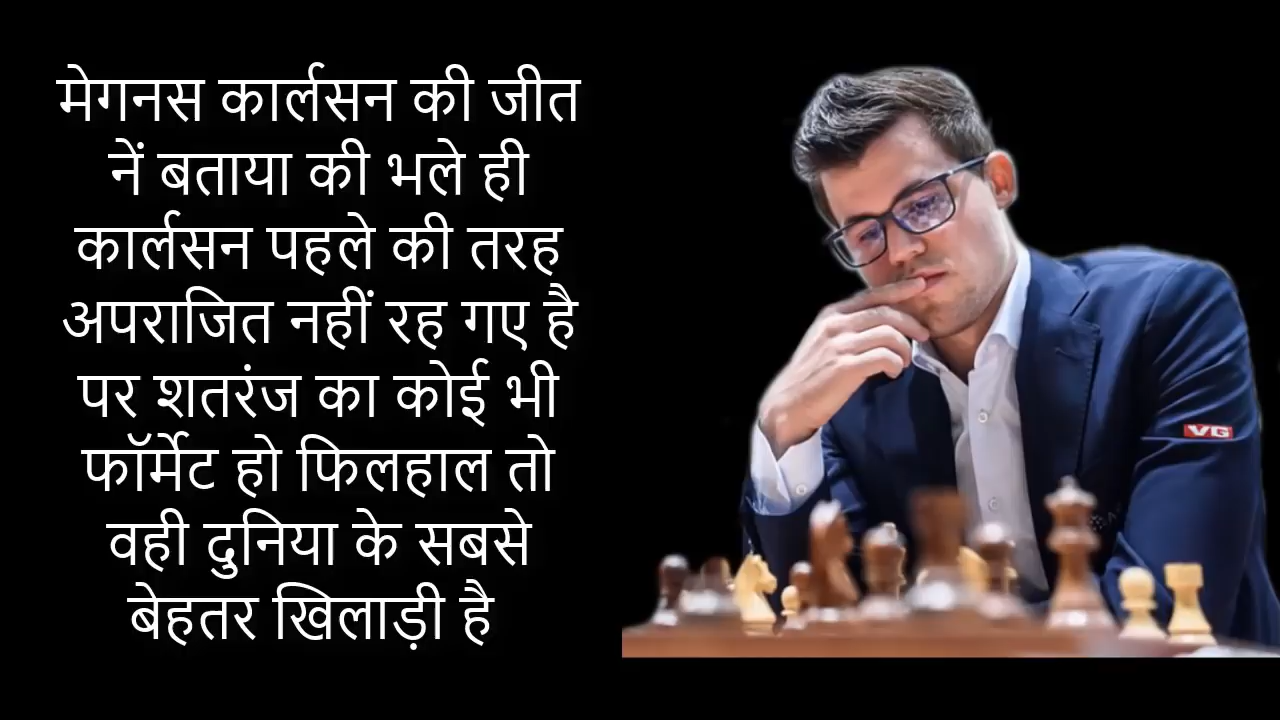 मेगनस कार्लसन की जीत
नें बताया की भले ही
कार्लसन पहले की तरह
अपराजित नहीं रह गए है
पर शतरंज का कोई भी
फॉर्मेट हो फिलहाल तो
वही दुनिया के सबसे
बेहतर खिलाड़ी है
VG